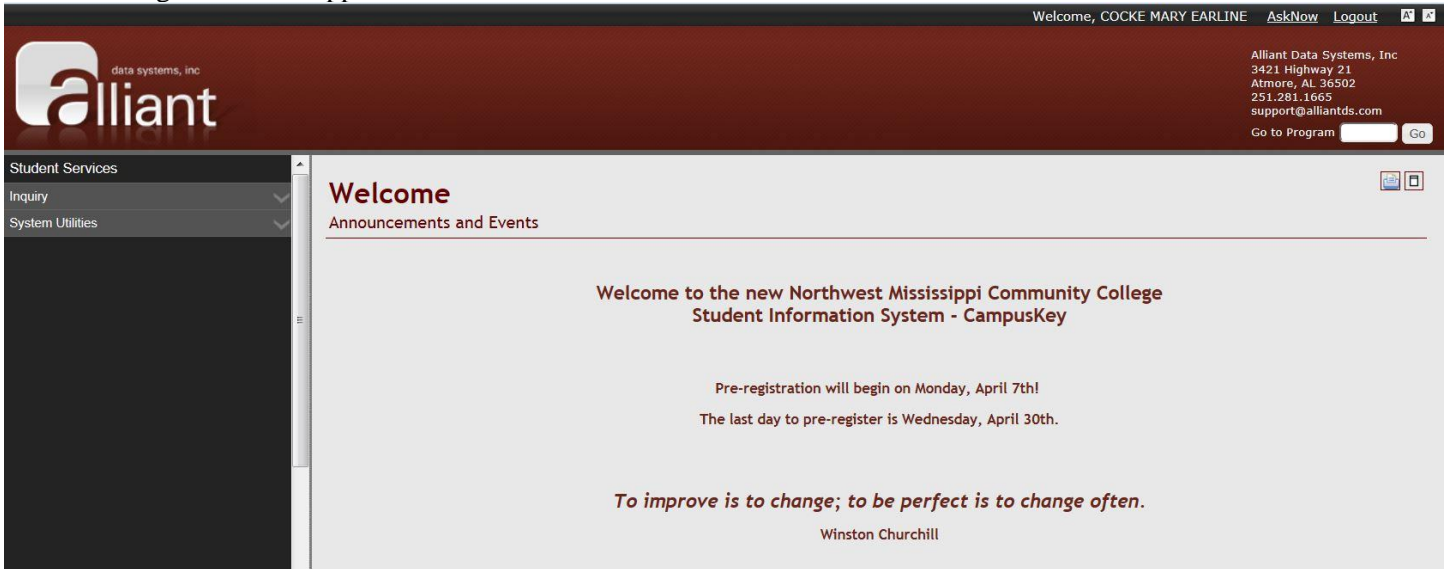 Welcome, COCKE MARY EARLINE AskNow Logout A+ A-
data systems, inc
alliant
Alliant Data Systems, Inc
3421 Highway 21
Atmore, AL 36502
251.281.1665
support@alliantds.com
Go to Program Go
Student Services
Inquiry
System Utilities
Welcome
Announcements and Events
Welcome to the new Northwest Mississippi Community College
Student Information System - CampusKey
Pre-registration will begin on Monday, April 7th!
The last day to pre-register is Wednesday, April 30th.
To improve is to change; to be perfect is to change often.
Winston Churchill